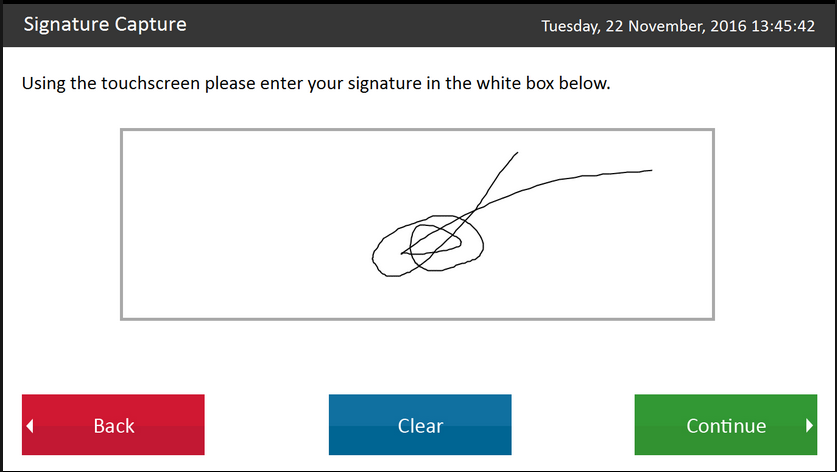 Signature Capture
Tuesday, 22 November, 2016 13:45:42
Using the touchscreen please enter your signature in the white box below.
Back
Clear
Continue